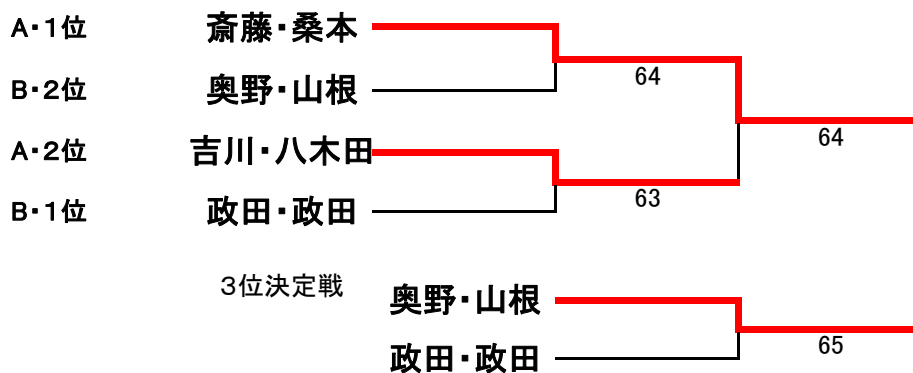 A・1位 斎藤・桑本
64
B・2位 奥野・山根
64
A・2位 吉川・八木田
63
B・1位 政田・政田
3位決定戦
奥野・山根
65
政田・政田